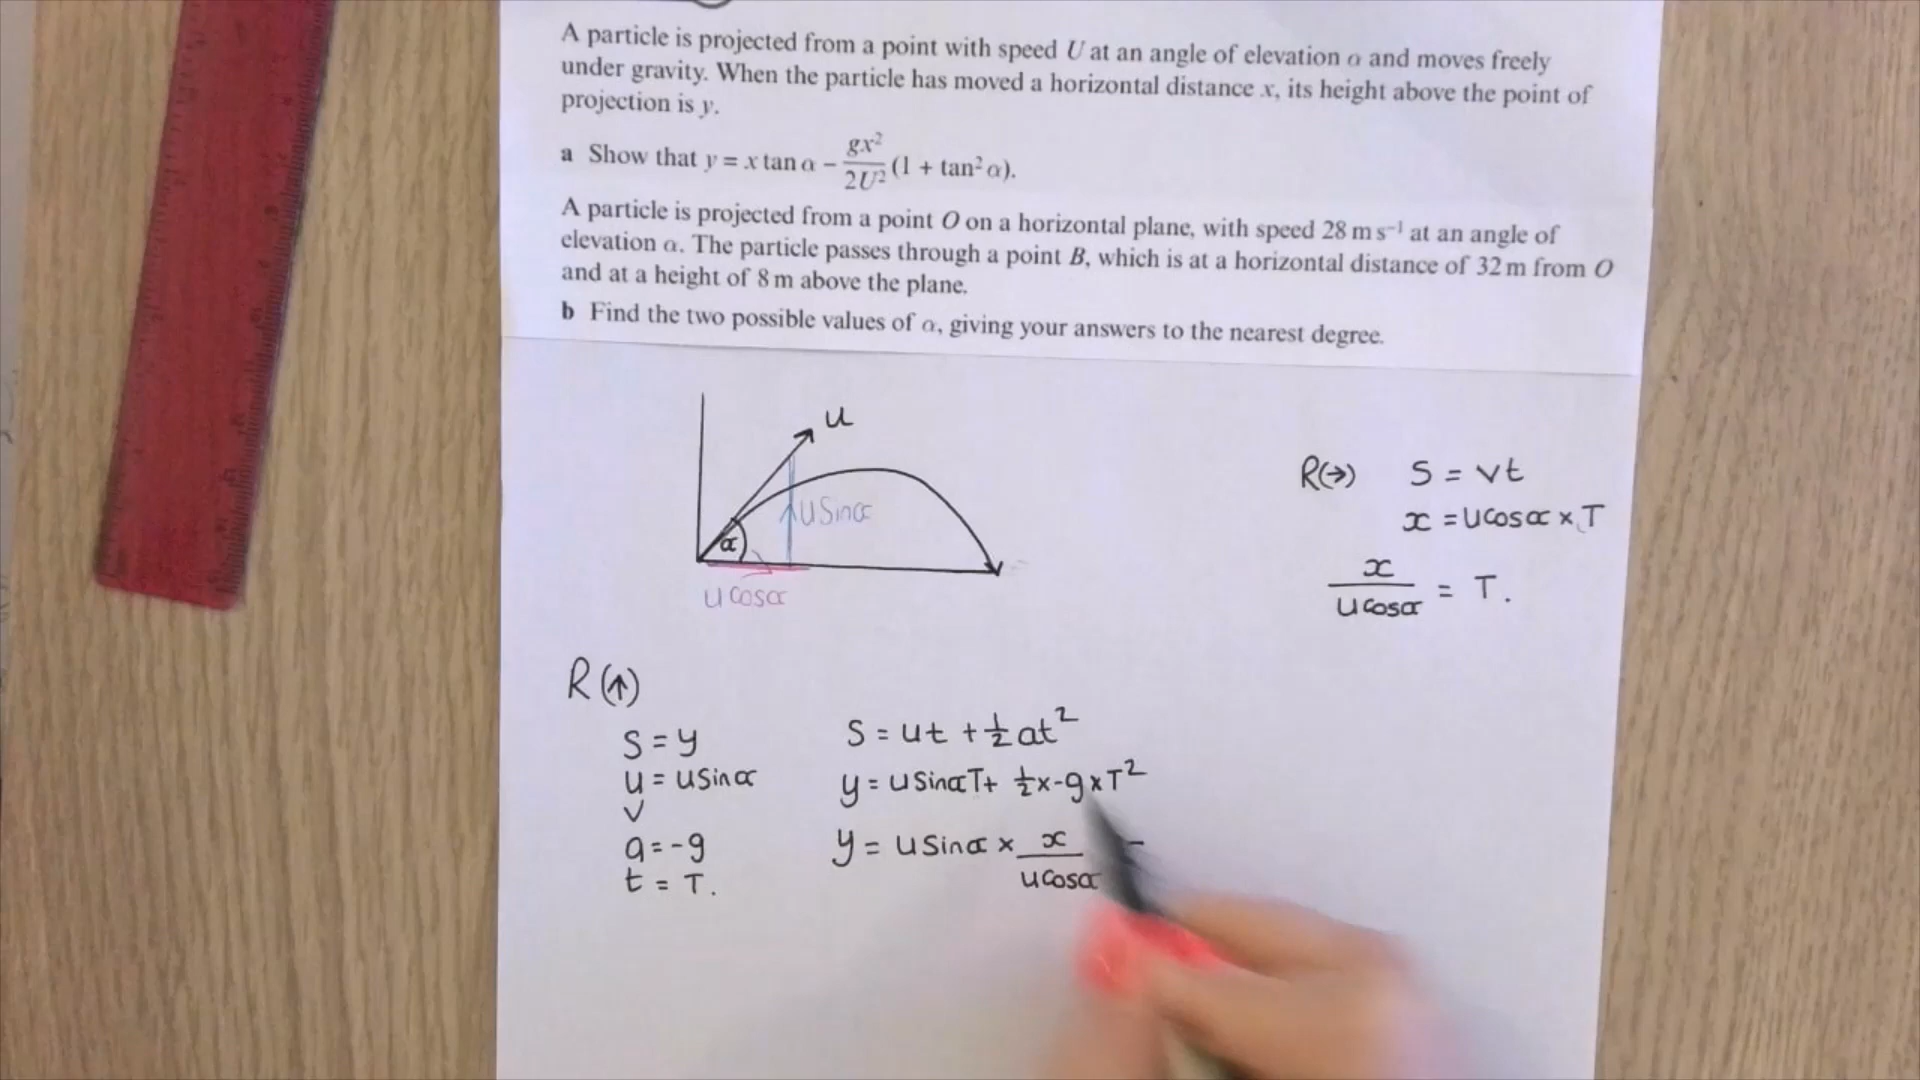 A particle is projected from a point with speed U at an angle of elevation α and moves freely
under gravity. When the particle has moved a horizontal distance x, its height above the point of
projection is y.
a Show that y = x tan α − gx²/2U² (1 + tan² α).
A particle is projected from a point O on a horizontal plane, with speed 28 m s⁻¹ at an angle of
elevation α. The particle passes through a point B, which is at a horizontal distance of 32 m from O
and at a height of 8 m above the plane.
b Find the two possible values of α, giving your answers to the nearest degree.
u
uSinα
α
ucosα
R(→) S = vt
x = ucosα × T
x/ucosα = T.
R(↑)
S = y
u = usinα
v
a = -g
t = T.
S = ut + ½at²
y = usinαT + ½x-gxT²
y = usinα × x/ucosα −